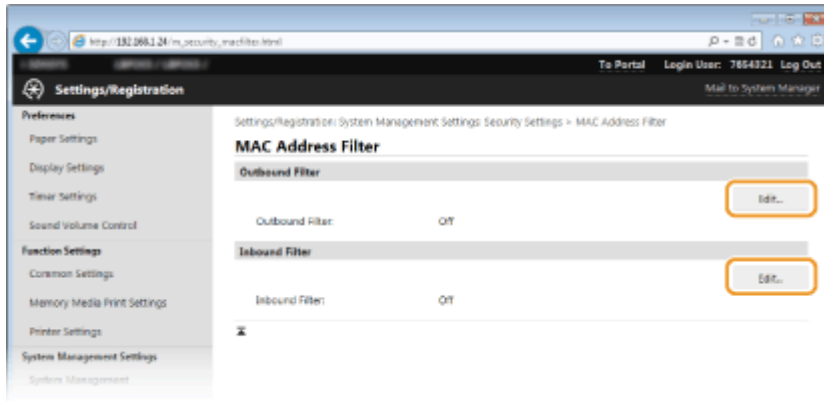 http://192.168.1.24/m_security_macfilter.html
To Portal Login User: 7654321 Log Out
Settings/Registration
Mail to System Manager
Preferences
Paper Settings
Display Settings
Timer Settings
Sound Volume Control
Function Settings
Common Settings
Memory Media Print Settings
Printer Settings
System Management Settings
System Management
Settings/Registration: System Management Settings: Security Settings > MAC Address Filter
MAC Address Filter
Outbound Filter
Edit...
Outbound Filter: Off
Inbound Filter
Edit...
Inbound Filter: Off